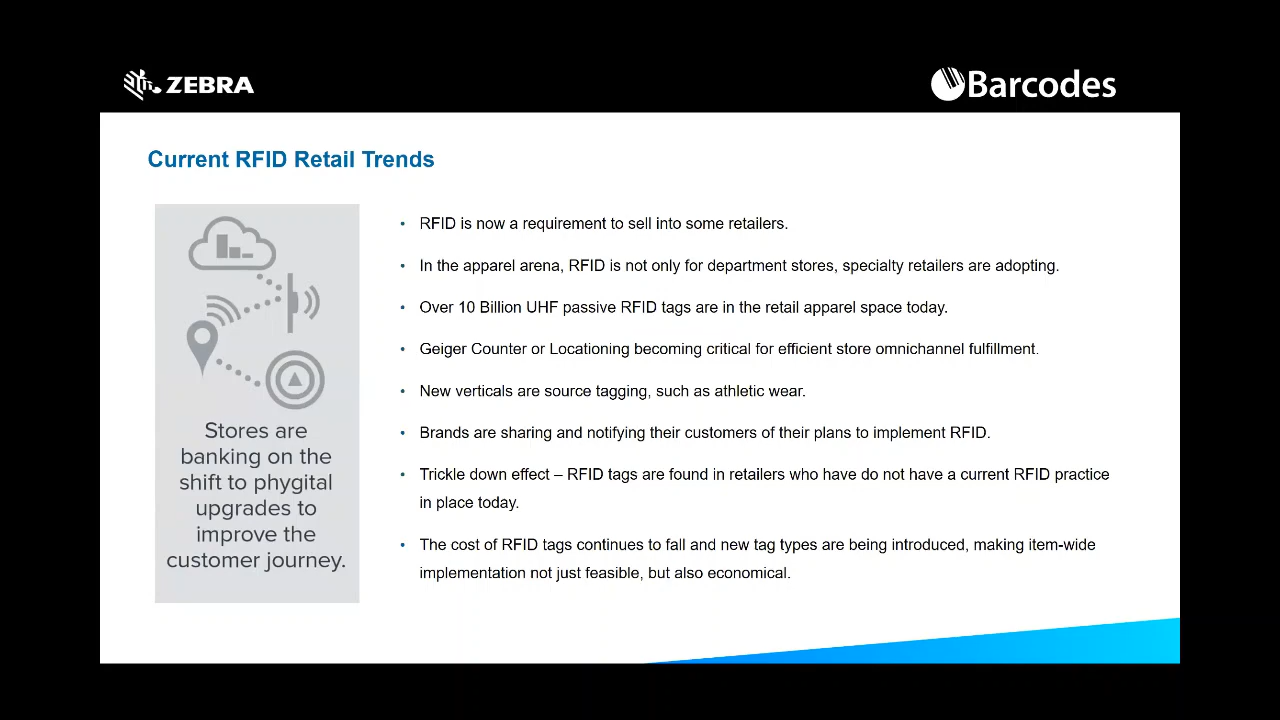 ZEBRA
Barcodes
Current RFID Retail Trends
Stores are
banking on the
shift to phygital
upgrades to
improve the
customer journey.
• RFID is now a requirement to sell into some retailers.
• In the apparel arena, RFID is not only for department stores, specialty retailers are adopting.
• Over 10 Billion UHF passive RFID tags are in the retail apparel space today.
• Geiger Counter or Locationing becoming critical for efficient store omnichannel fulfillment.
• New verticals are source tagging, such as athletic wear.
• Brands are sharing and notifying their customers of their plans to implement RFID.
• Trickle down effect – RFID tags are found in retailers who have do not have a current RFID practice
in place today.
• The cost of RFID tags continues to fall and new tag types are being introduced, making item-wide
implementation not just feasible, but also economical.